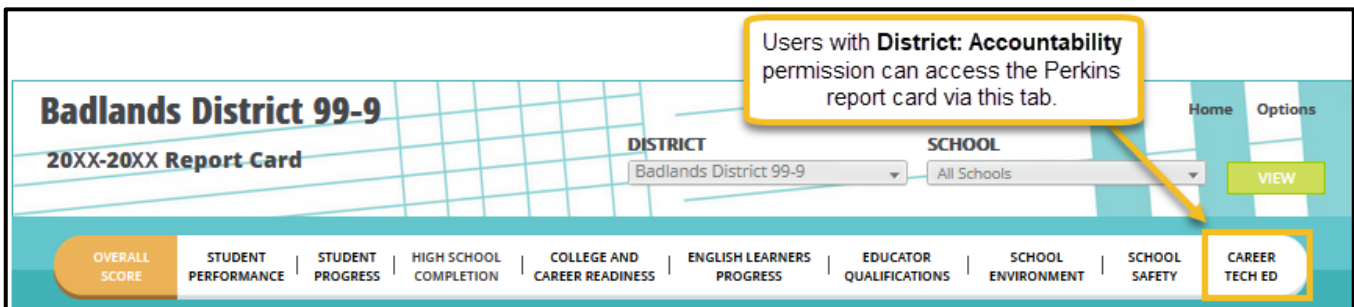 Users with District: Accountability
permission can access the Perkins
report card via this tab.
Badlands District 99-9
Home Options
20XX-20XX Report Card
DISTRICT
SCHOOL
Badlands District 99-9
All Schools
VIEW
OVERALL
SCORE
STUDENT
PERFORMANCE
STUDENT
PROGRESS
HIGH SCHOOL
COMPLETION
COLLEGE AND
CAREER READINESS
ENGLISH LEARNERS
PROGRESS
EDUCATOR
QUALIFICATIONS
SCHOOL
ENVIRONMENT
SCHOOL
SAFETY
CAREER
TECH ED